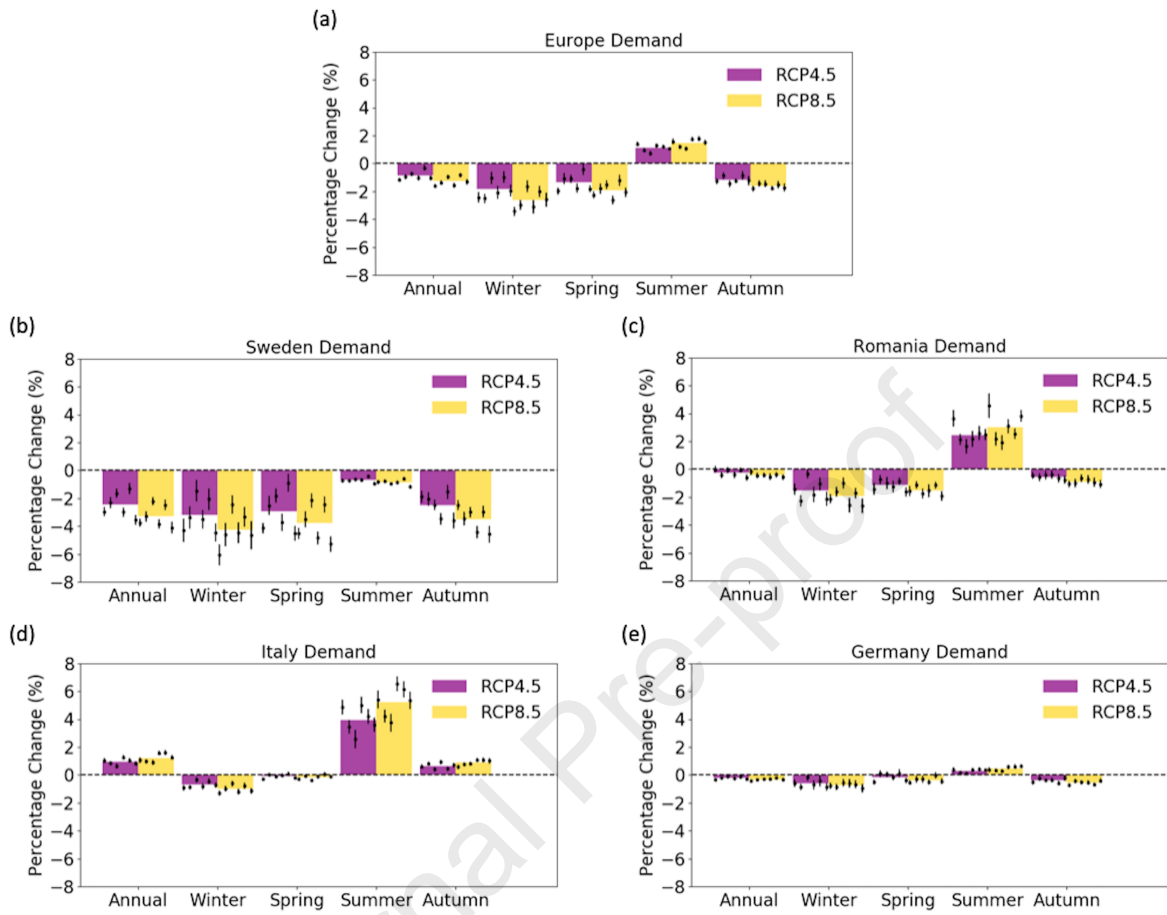 (a)
Europe Demand
Percentage Change (%)
8
6
4
2
0
−2
−4
−6
−8
RCP4.5
RCP8.5
Annual Winter Spring Summer Autumn
(b)
Sweden Demand
Percentage Change (%)
8
6
4
2
0
−2
−4
−6
−8
RCP4.5
RCP8.5
Annual Winter Spring Summer Autumn
(c)
Romania Demand
Percentage Change (%)
8
6
4
2
0
−2
−4
−6
−8
RCP4.5
RCP8.5
Annual Winter Spring Summer Autumn
(d)
Italy Demand
Percentage Change (%)
8
6
4
2
0
−2
−4
−6
−8
RCP4.5
RCP8.5
Annual Winter Spring Summer Autumn
(e)
Germany Demand
Percentage Change (%)
8
6
4
2
0
−2
−4
−6
−8
RCP4.5
RCP8.5
Annual Winter Spring Summer Autumn
rnal Pre-proof